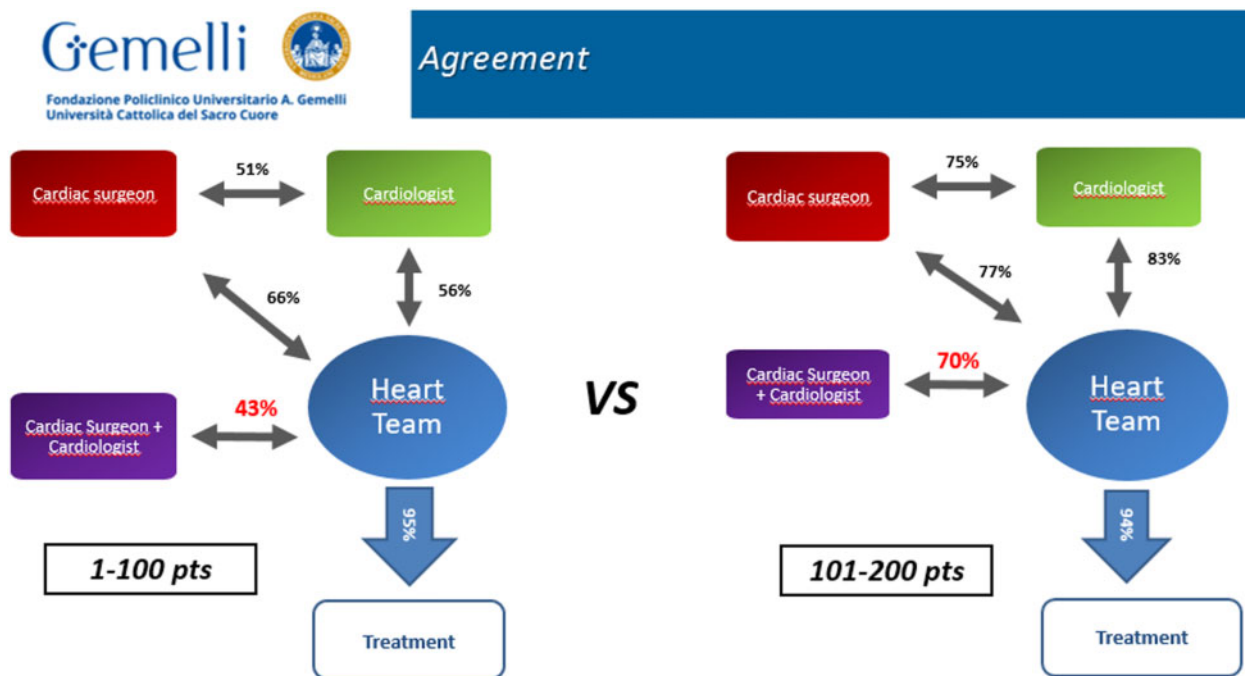 Gemelli
Fondazione Policlinico Universitario A. Gemelli
Università Cattolica del Sacro Cuore
Agreement
Cardiac surgeon
51%
Cardiologist
66%
56%
Cardiac Surgeon +
Cardiologist
43%
Heart
Team
95%
1-100 pts
Treatment
VS
Cardiac surgeon
75%
Cardiologist
77%
83%
Cardiac Surgeon
+ Cardiologist
70%
Heart
Team
94%
101-200 pts
Treatment